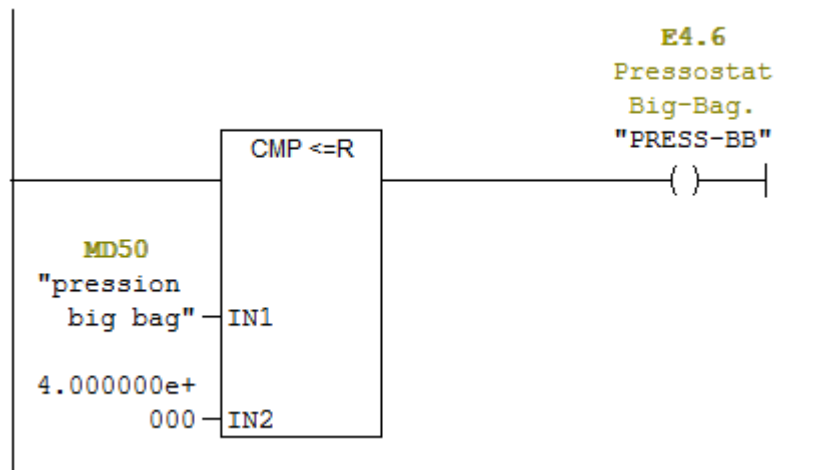 E4.6
Pressostat
Big-Bag.
"PRESS-BB"
CMP <=R
MD50
"pression
big bag"
IN1
4.000000e+
000
IN2